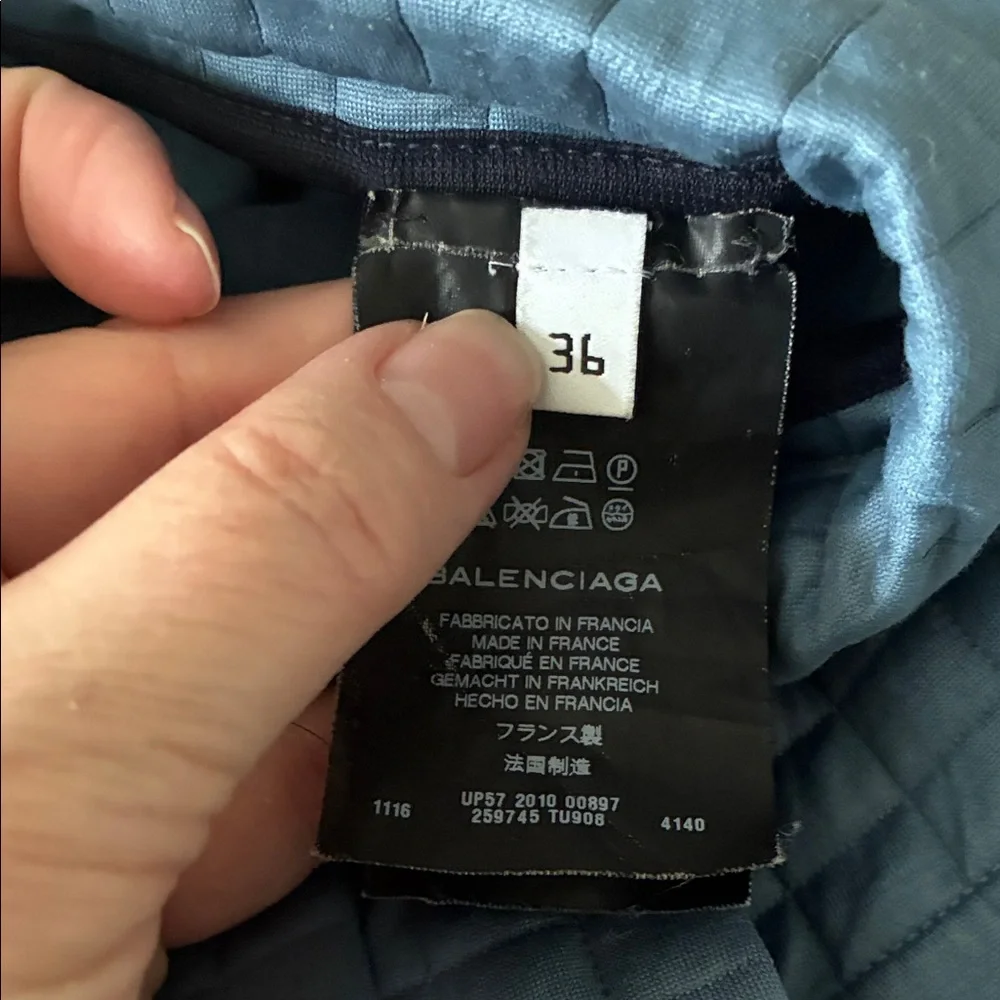 36
BALENCIAGA
FABBRICATO IN FRANCIA
MADE IN FRANCE
FABRIQUÉ EN FRANCE
GEMACHT IN FRANKREICH
HECHO EN FRANCIA
フランス製
法国制造
1116 UP57 2010 00897
259745 TU908 4140